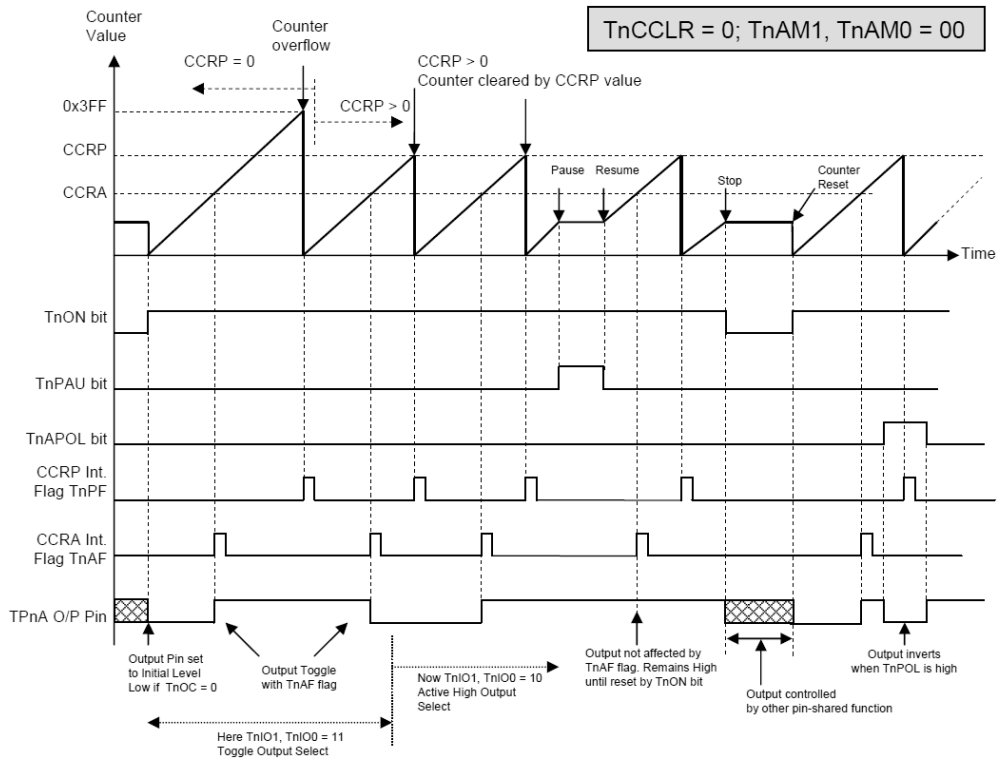 Counter
Value
TnCCLR = 0; TnAM1, TnAM0 = 00
Counter
overflow
CCRP = 0
CCRP > 0
CCRP > 0
Counter cleared by CCRP value
0x3FF
CCRP
CCRA
Pause
Resume
Stop
Counter
Reset
Time
TnON bit
TnPAU bit
TnAPOL bit
CCRP Int.
Flag TnPF
CCRA Int.
Flag TnAF
TPnA O/P Pin
Output Pin set
to Initial Level
Low if TnOC = 0
Output Toggle
with TnAF flag
Now TnIO1, TnIO0 = 10
Active High Output
Select
Output not affected by
TnAF flag. Remains High
until reset by TnON bit
Output controlled
by other pin-shared function
Output inverts
when TnPOL is high
Here TnIO1, TnIO0 = 11
Toggle Output Select